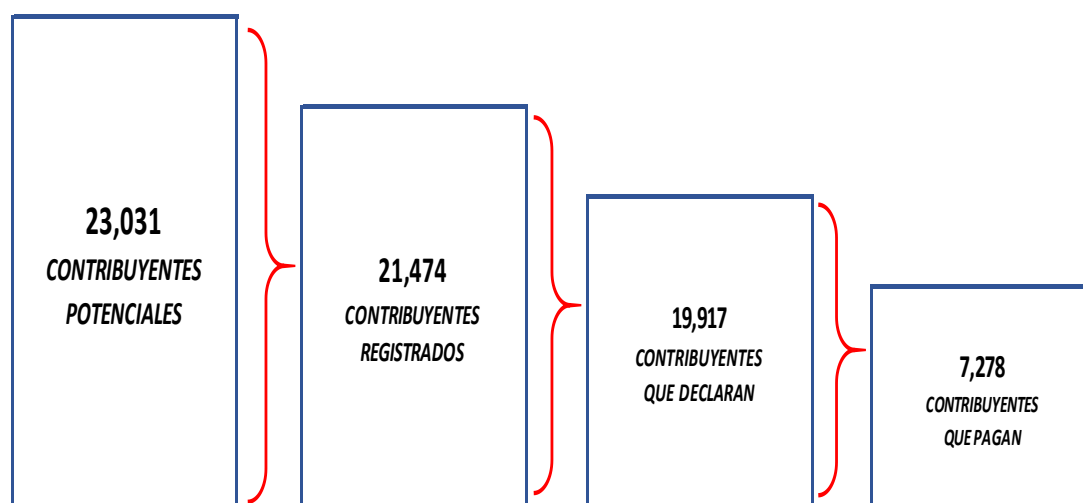 23,031
CONTRIBUYENTES
POTENCIALES
21,474
CONTRIBUYENTES
REGISTRADOS
19,917
CONTRIBUYENTES
QUE DECLARAN
7,278
CONTRIBUYENTES
QUE PAGAN